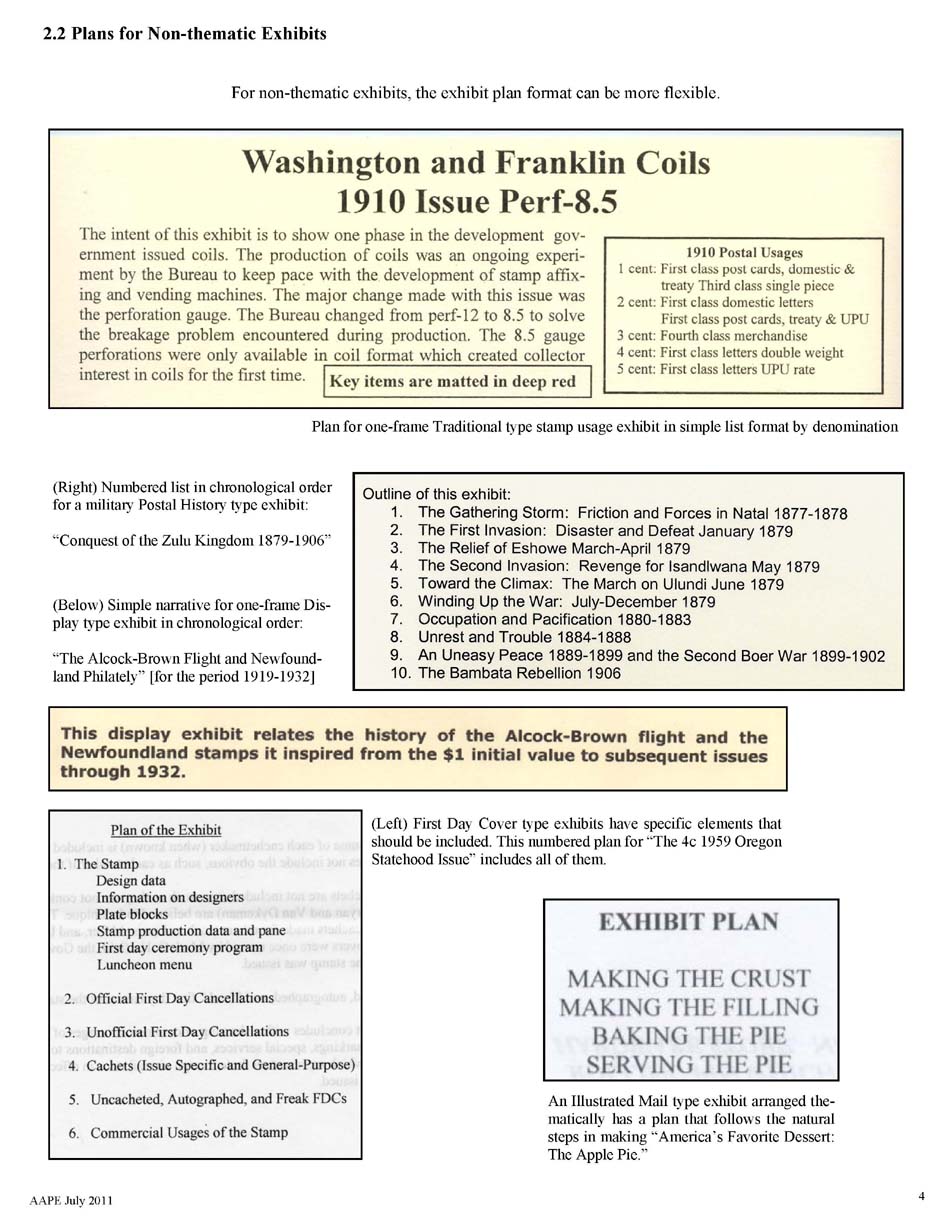 2.2 Plans for Non-thematic Exhibits
For non-thematic exhibits, the exhibit plan format can be more flexible.
Washington and Franklin Coils
1910 Issue Perf-8.5
The intent of this exhibit is to show one phase in the development gov-
ernment issued coils. The production of coils was an ongoing experi-
ment by the Bureau to keep pace with the development of stamp affix-
ing and vending machines. The major change made with this issue was
the perforation gauge. The Bureau changed from perf-12 to 8.5 to solve
the breakage problem encountered during production. The 8.5 gauge
perforations were only available in coil format which created collector
interest in coils for the first time.
Key items are matted in deep red
1910 Postal Usages
1 cent: First class post cards, domestic &
treaty Third class single piece
2 cent: First class domestic letters
First class post cards, treaty & UPU
3 cent: Fourth class merchandise
4 cent: First class letters double weight
5 cent: First class letters UPU rate
Plan for one-frame Traditional type stamp usage exhibit in simple list format by denomination
(Right) Numbered list in chronological order
for a military Postal History type exhibit:
“Conquest of the Zulu Kingdom 1879-1906”
(Below) Simple narrative for one-frame Dis-
play type exhibit in chronological order:
“The Alcock-Brown Flight and Newfound-
land Philately” [for the period 1919-1932]
Outline of this exhibit:
1. The Gathering Storm: Friction and Forces in Natal 1877-1878
2. The First Invasion: Disaster and Defeat January 1879
3. The Relief of Eshowe March-April 1879
4. The Second Invasion: Revenge for Isandlwana May 1879
5. Toward the Climax: The March on Ulundi June 1879
6. Winding Up the War: July-December 1879
7. Occupation and Pacification 1880-1883
8. Unrest and Trouble 1884-1888
9. An Uneasy Peace 1889-1899 and the Second Boer War 1899-1902
10. The Bambata Rebellion 1906
This display exhibit relates the history of the Alcock-Brown flight and the
Newfoundland stamps it inspired from the $1 initial value to subsequent issues
through 1932.
Plan of the Exhibit
1. The Stamp
Design data
Information on designers
Plate blocks
Stamp production data and pane
First day ceremony program
Luncheon menu
2. Official First Day Cancellations
3. Unofficial First Day Cancellations
4. Cachets (Issue Specific and General-Purpose)
5. Uncacheted, Autographed, and Freak FDCs
6. Commercial Usages of the Stamp
(Left) First Day Cover type exhibits have specific elements that
should be included. This numbered plan for “The 4c 1959 Oregon
Statehood Issue” includes all of them.
EXHIBIT PLAN
MAKING THE CRUST
MAKING THE FILLING
BAKING THE PIE
SERVING THE PIE
An Illustrated Mail type exhibit arranged the-
matically has a plan that follows the natural
steps in making “America’s Favorite Dessert:
The Apple Pie.”
AAPE July 2011
4